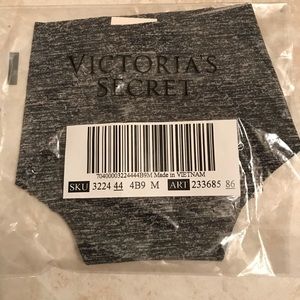 VICTORIA'S
SECRET
70400003224444B9M Made in VIETNAM
SKU 3224 44 4B9 M ART 233685 86